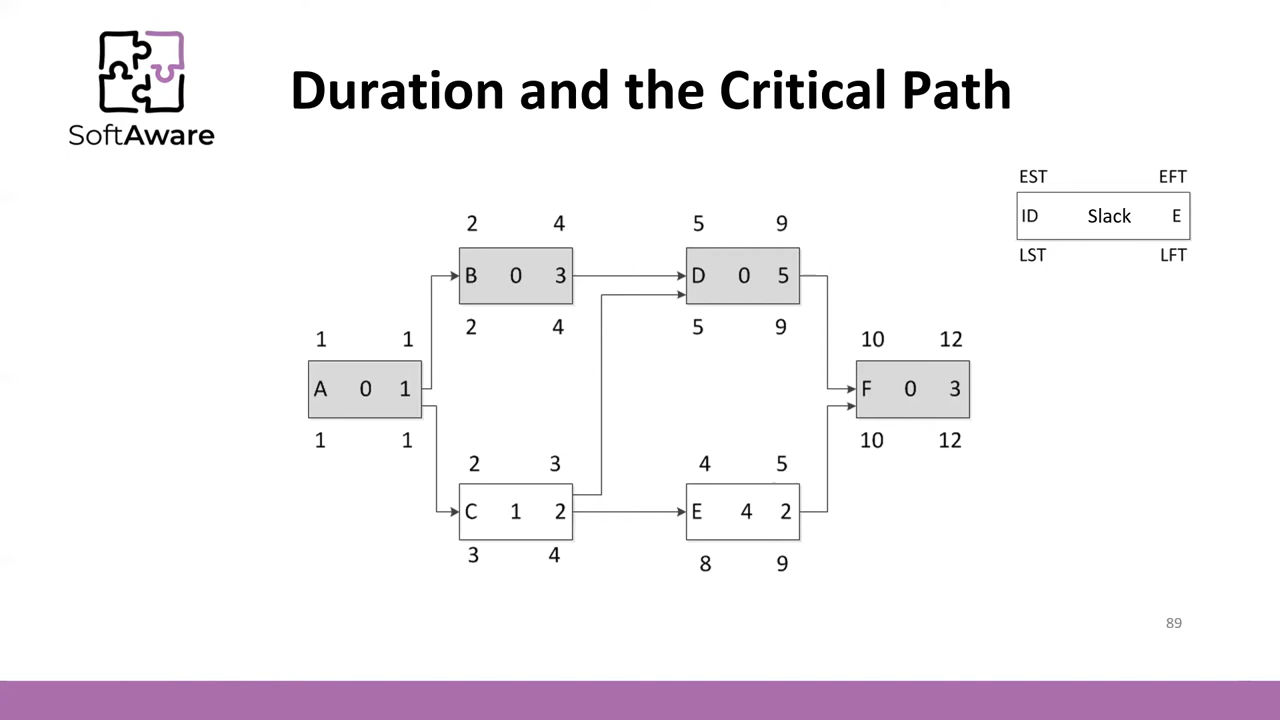 SoftAware
Duration and the Critical Path
EST EFT
ID Slack E
LST LFT
2 4
B 0 3
2 4
5 9
D 0 5
5 9
1 1
A 0 1
1 1
10 12
F 0 3
10 12
2 3
C 1 2
3 4
4 5
E 4 2
8 9
89